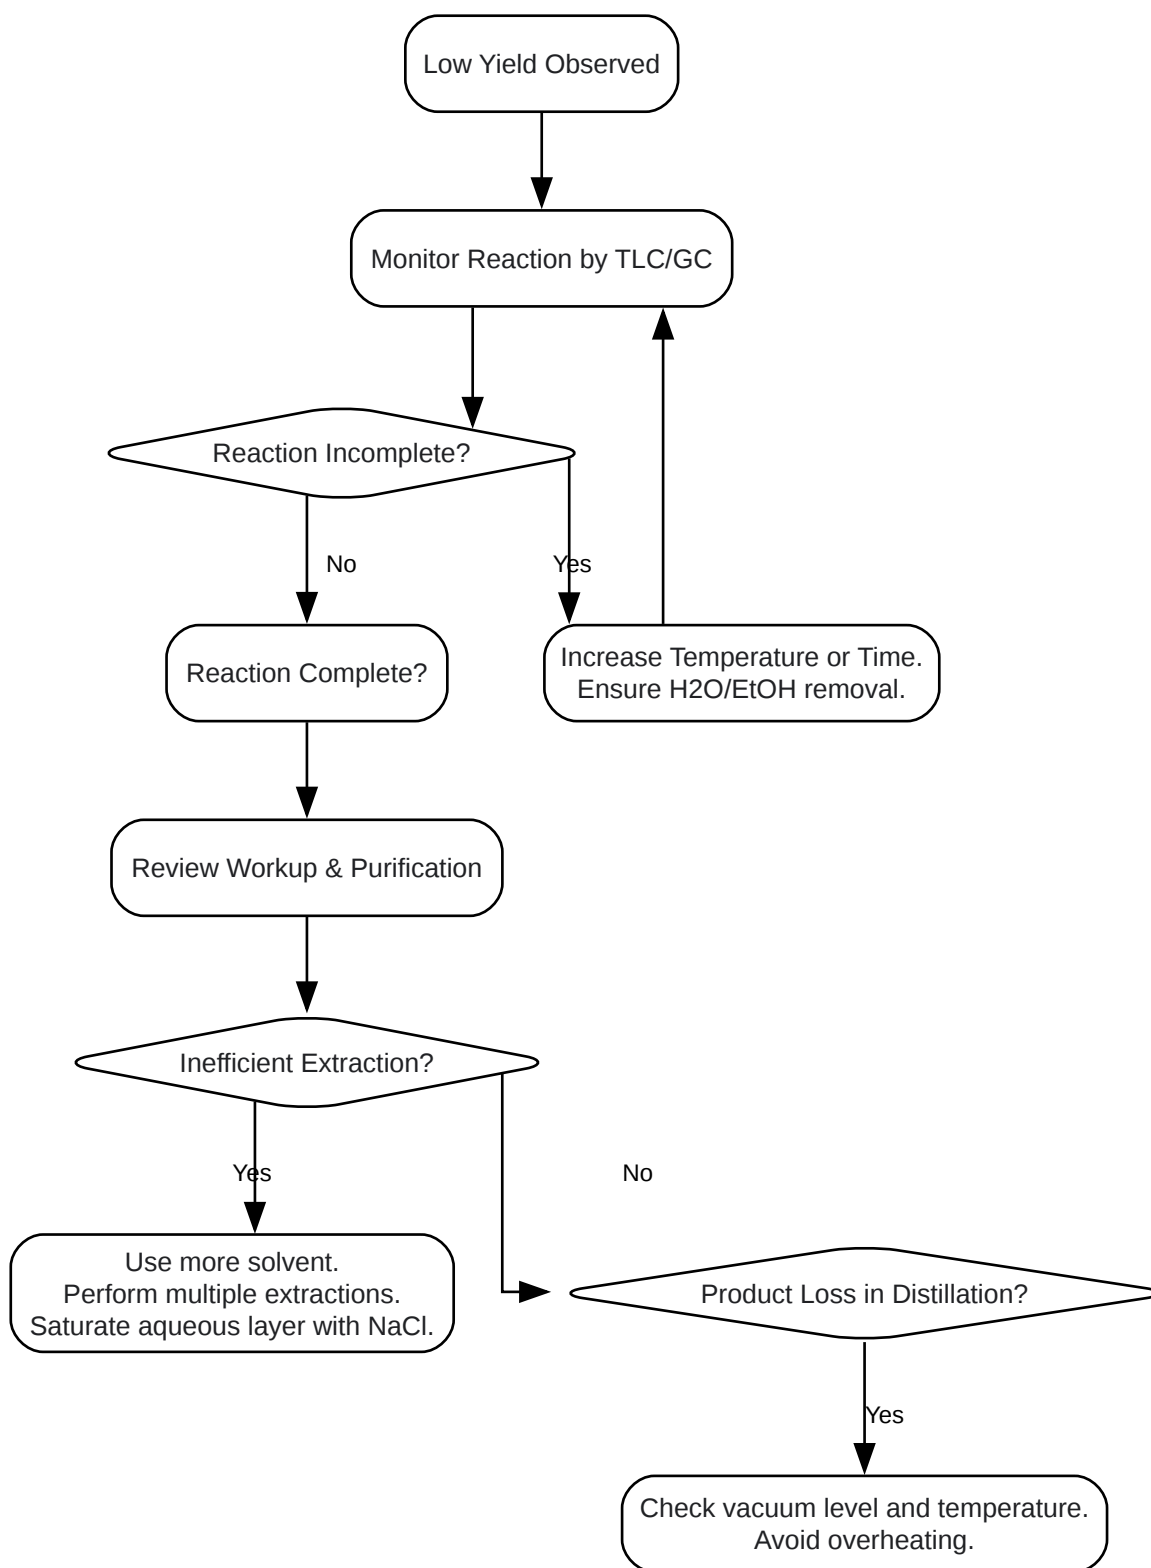 Low Yield Observed
Monitor Reaction by TLC/GC
Reaction Incomplete?
No
Yes
Reaction Complete?
Increase Temperature or Time.
Ensure H2O/EtOH removal.
Review Workup & Purification
Inefficient Extraction?
Yes
No
Use more solvent.
Perform multiple extractions.
Saturate aqueous layer with NaCl.
Product Loss in Distillation?
Yes
Check vacuum level and temperature.
Avoid overheating.